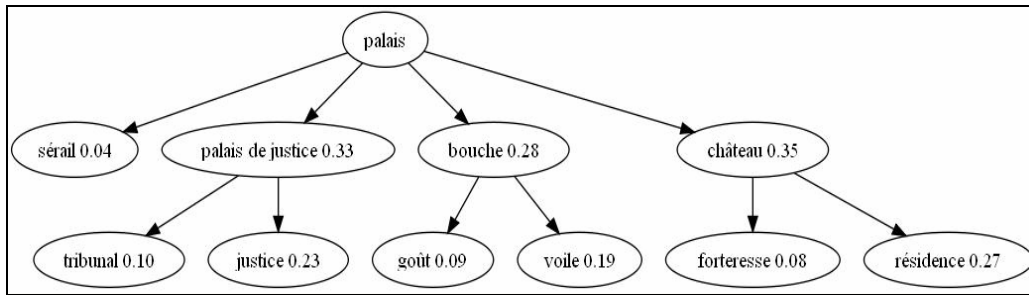 palais
sérail 0.04 palais de justice 0.33 bouche 0.28 château 0.35
tribunal 0.10 justice 0.23 goût 0.09 voile 0.19 forteresse 0.08 résidence 0.27